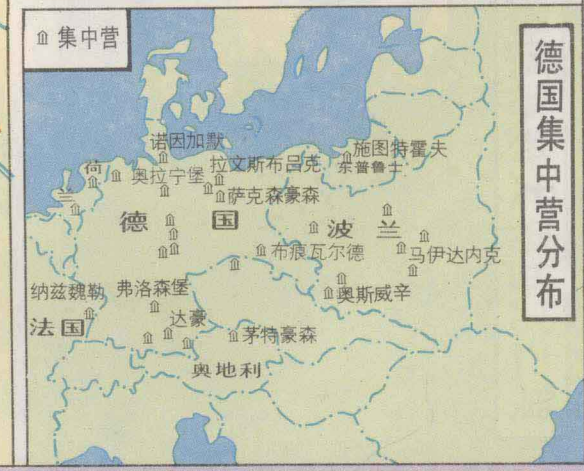 集中营
德国集中营分布
诺因加默
施图特霍夫
荷
兰
拉文斯布吕克
东普鲁士
奥拉宁堡
萨克森豪森
德国
波兰
布痕瓦尔德
马伊达内克
纳兹魏勒
弗洛森堡
奥斯威辛
法国
达豪
茅特豪森
奥地利